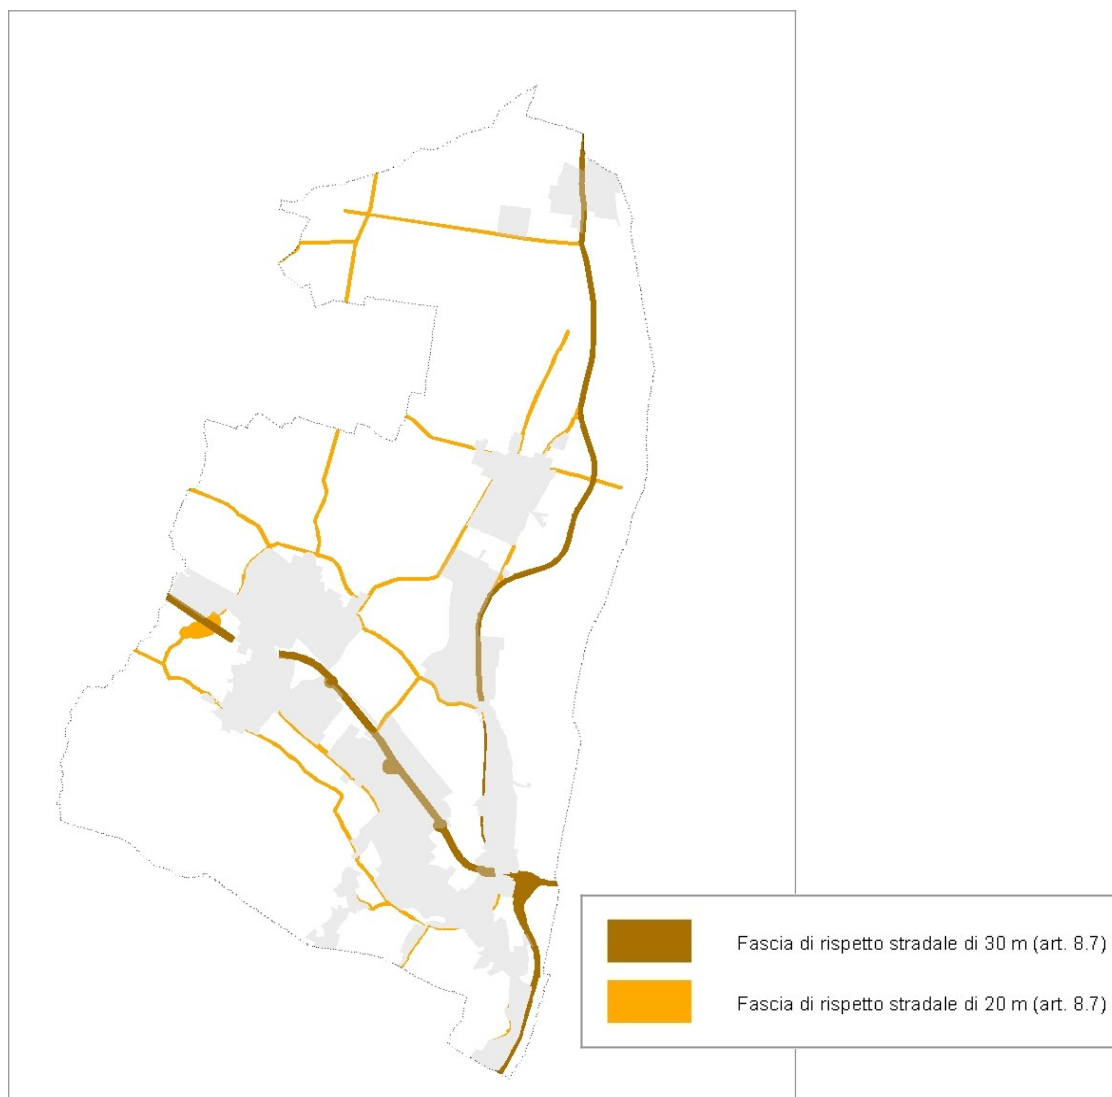 Fascia di rispetto stradale di 30 m (art. 8.7)
Fascia di rispetto stradale di 20 m (art. 8.7)